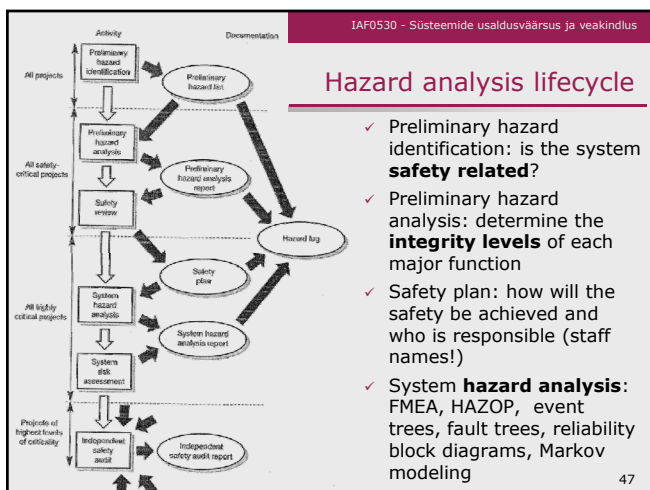 IAF0530 - Süsteemide usaldusväärsus ja veakindlus
Hazard analysis lifecycle
Activity
Documentation
All projects
Preliminary
hazard
identification
Preliminary
hazard list
All safety-
critical projects
Preliminary
hazard
analysis
Preliminary
hazard analysis
report
Safety
review
Hazard log
All highly
critical projects
Safety
plan
System
hazard
analysis
System hazard
analysis report
System
risk
assessment
Projects of
highest levels
of criticality
Independent
safety
audit
Independent
safety audit report
✓ Preliminary hazard
identification: is the system
safety related?
✓ Preliminary hazard
analysis: determine the
integrity levels of each
major function
✓ Safety plan: how will the
safety be achieved and
who is responsible (staff
names!)
✓ System hazard analysis:
FMEA, HAZOP, event
trees, fault trees, reliability
block diagrams, Markov
modeling
47